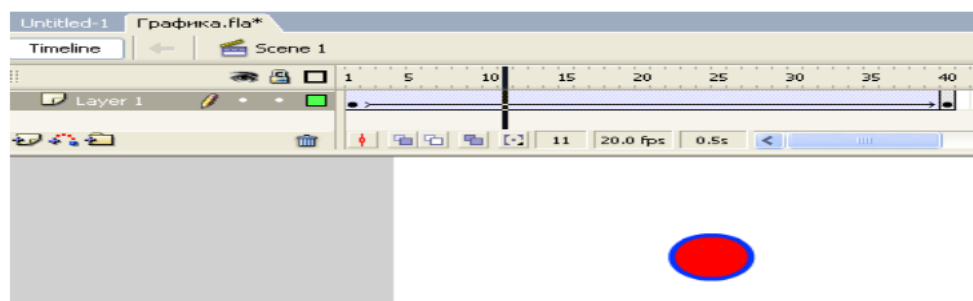 Untitled-1 Графика.fla*
Timeline Scene 1
1 5 10 15 20 25 30 35 40
Layer 1
11 20.0 fps 0.5s